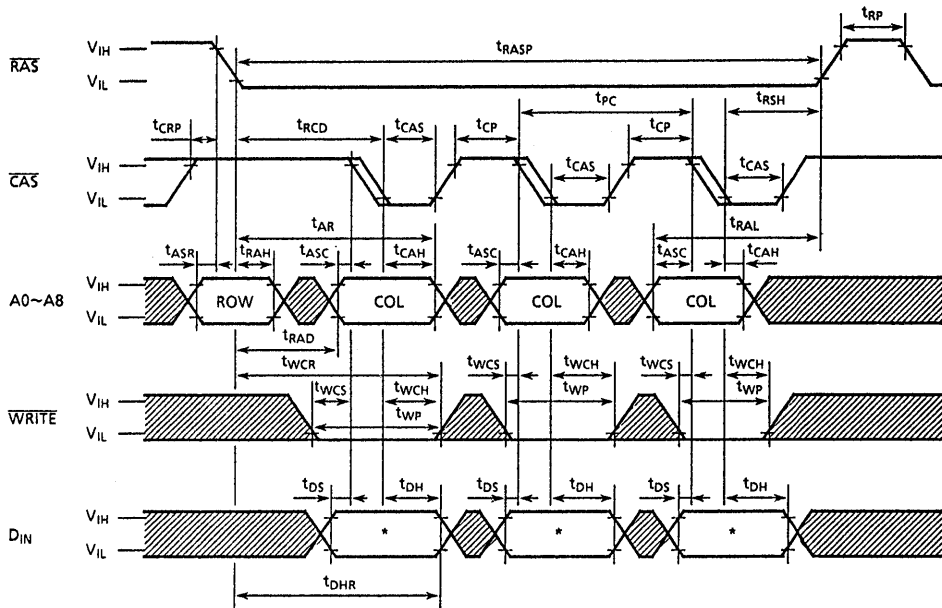 tRP
VIH
tRASP
RAS
VIL
tPC
tRSH
tCRP
tRCD
tCAS
tCP
tCP
VIH
CAS
tCAS
tCAS
VIL
tAR
tRAL
tASR
tRAH
tASC
tCAH
tASC
tCAH
tASC
tCAH
VIH
A0~A8
ROW
COL
COL
COL
VIL
tRAD
tWCR
tWCS
tWCH
tWCS
tWCH
tWCS
tWCH
VIH
tWP
tWP
tWP
WRITE
VIL
tDS
tDH
tDS
tDH
tDS
tDH
VIH
DIN
*
*
*
VIL
tDHR